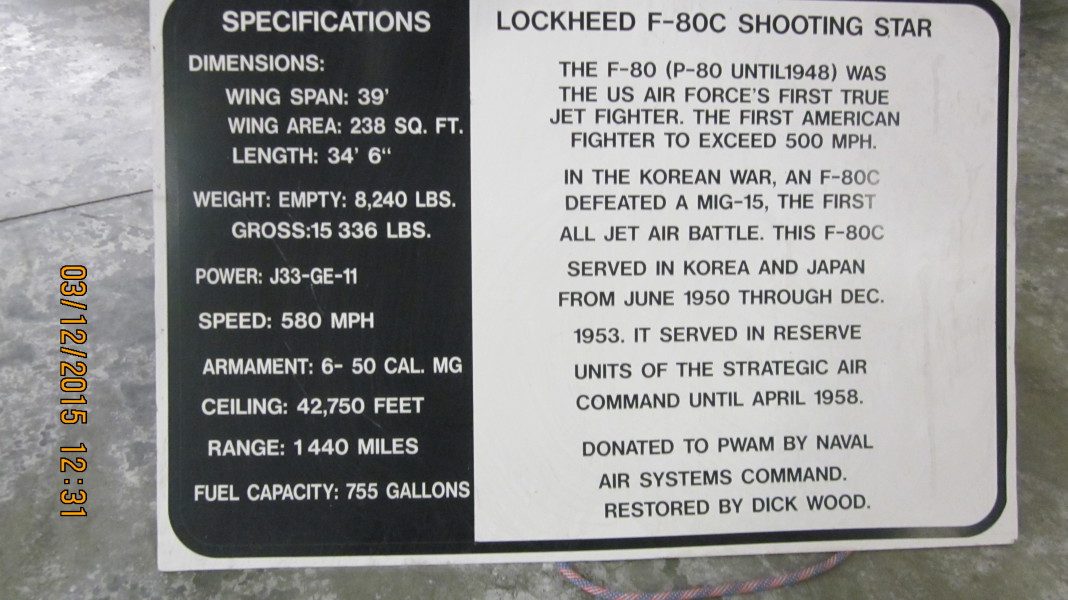 SPECIFICATIONS
DIMENSIONS:
WING SPAN: 39'
WING AREA: 238 SQ. FT.
LENGTH: 34' 6“
WEIGHT: EMPTY: 8,240 LBS.
GROSS:15 336 LBS.
POWER: J33-GE-11
SPEED: 580 MPH
ARMAMENT: 6- 50 CAL. MG
CEILING: 42,750 FEET
RANGE: 1440 MILES
FUEL CAPACITY: 755 GALLONS
LOCKHEED F-80C SHOOTING STAR
THE F-80 (P-80 UNTIL1948) WAS
THE US AIR FORCE'S FIRST TRUE
JET FIGHTER. THE FIRST AMERICAN
FIGHTER TO EXCEED 500 MPH.
IN THE KOREAN WAR, AN F-80C
DEFEATED A MIG-15, THE FIRST
ALL JET AIR BATTLE. THIS F-80C
SERVED IN KOREA AND JAPAN
FROM JUNE 1950 THROUGH DEC.
1953. IT SERVED IN RESERVE
UNITS OF THE STRATEGIC AIR
COMMAND UNTIL APRIL 1958.
DONATED TO PWAM BY NAVAL
AIR SYSTEMS COMMAND.
RESTORED BY DICK WOOD.
03/12/2015 12:31